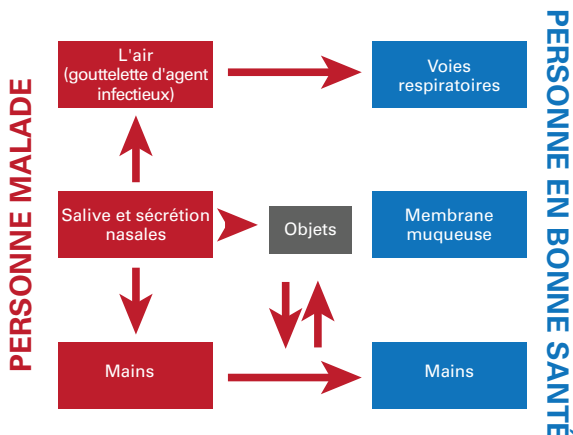 PERSONNE MALADE
L'air
(gouttelette d'agent
infectieux)
Voies
respiratoires
Salive et sécrétion
nasales
Objets
Membrane
muqueuse
Mains
Mains
PERSONNE EN BONNE SANTÉ